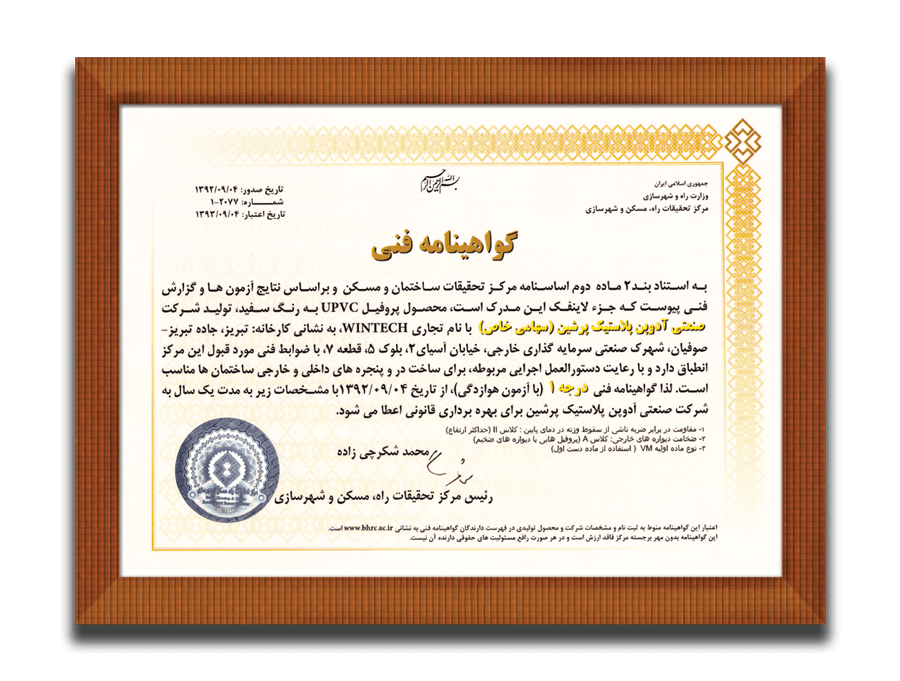 بسم الله الرحمن الرحیم
جمهوری اسلامی ایران
وزارت راه و شهرسازی
مرکز تحقیقات راه، مسکن و شهرسازی
تاریخ صدور: ۱۳۹۲/۰۹/۰۴
شمــــاره: ۲۰۷۷-۱
تاریخ اعتبار: ۱۳۹۳/۰۹/۰۴
گواهینامه فنی
به استناد بند۲ ماده دوم اساسنامه مرکز تحقیقات ساختمان و مسکن و براساس نتایج آزمون ها و گزارش
فنی پیوست که جزء لاینفک این مدرک است، محصول پروفیل UPVC به رنگ سفید، تولید شرکت
صنعتی آدوپن پلاستیک پرشین (سهامی خاص) با نام تجاری WINTECH، به نشانی کارخانه: تبریز، جاده تبریز-
صوفیان، شهرک صنعتی سرمایه گذاری خارجی، خیابان آسیای۲، بلوک ۵، قطعه ۷، با ضوابط فنی مورد قبول این مرکز
انطباق دارد و با رعایت دستورالعمل اجرایی مربوطه، برای ساخت در و پنجره های داخلی و خارجی ساختمان ها مناسب
است. لذا گواهینامه فنی درجه ۱ (با آزمون هوازدگی)، از تاریخ ۱۳۹۲/۰۹/۰۴ با مشخصات زیر به مدت یک سال به
شرکت صنعتی آدوپن پلاستیک پرشین برای بهره برداری قانونی اعطا می شود.
۱- مقاومت در برابر ضربه ناشی از سقوط وزنه در دمای پایین : کلاس II (حداکثر ارتفاع)
۲- ضخامت دیواره های خارجی: کلاس A (پروفیل هایی با دیواره های ضخیم)
۳- نوع ماده اولیه VM ( استفاده از ماده دست اول)
محمد شکرچی زاده
رئیس مرکز تحقیقات راه، مسکن و شهرسازی
اعتبار این گواهینامه منوط به ثبت نام و مشخصات شرکت و محصول تولیدی در فهرست دارندگان گواهینامه فنی به نشانی www.bhrc.ac.ir است.
این گواهینامه بدون مهر برجسته مرکز فاقد ارزش است و در هر صورت رافع مسئولیت های حقوقی دارنده آن نیست.